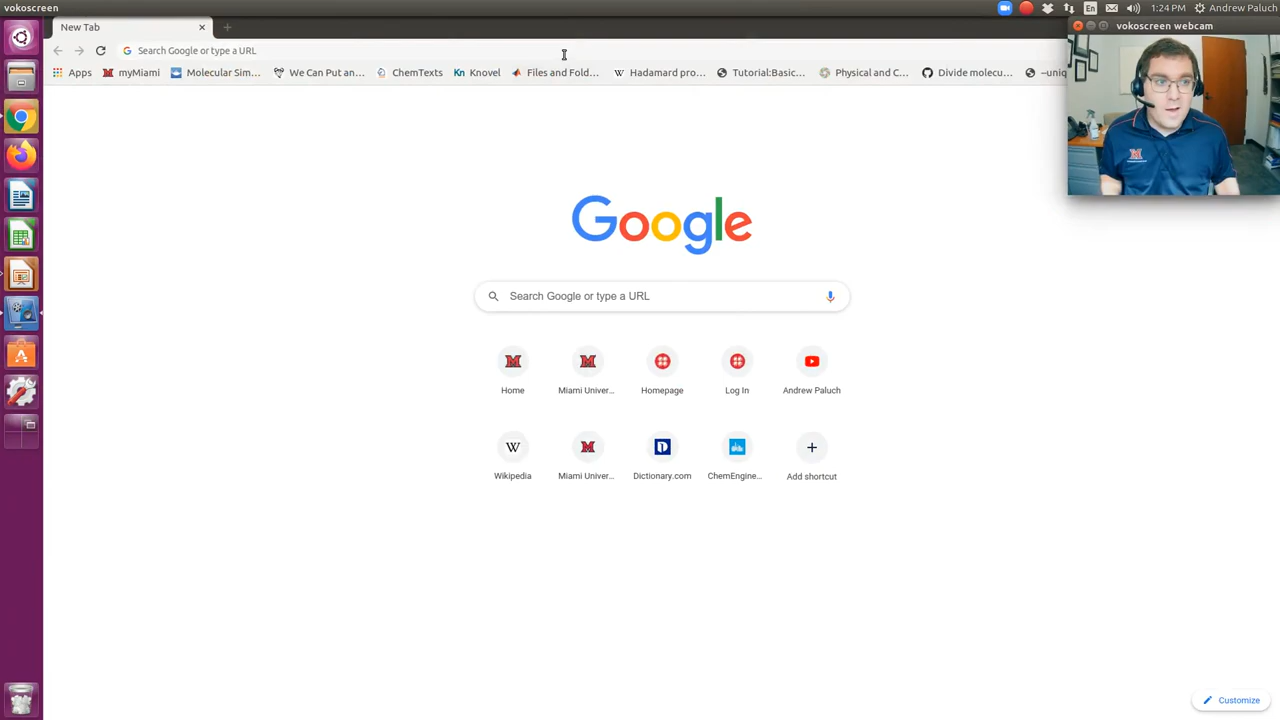 vokoscreen
En
1:24 PM
Andrew Paluch
New Tab
vokoscreen webcam
Search Google or type a URL
Apps
myMiami
Molecular Sim...
We Can Put an...
ChemTexts
Kn Knovel
Files and Fold...
W Hadamard pro...
Tutorial:Basic...
Physical and C...
Divide molecu...
--uniq
M
Google
Search Google or type a URL
Home
Miami Univer...
Homepage
Log In
Andrew Paluch
W
Wikipedia
Miami Univer...
Dictionary.com
ChemEngine...
Add shortcut
Customize